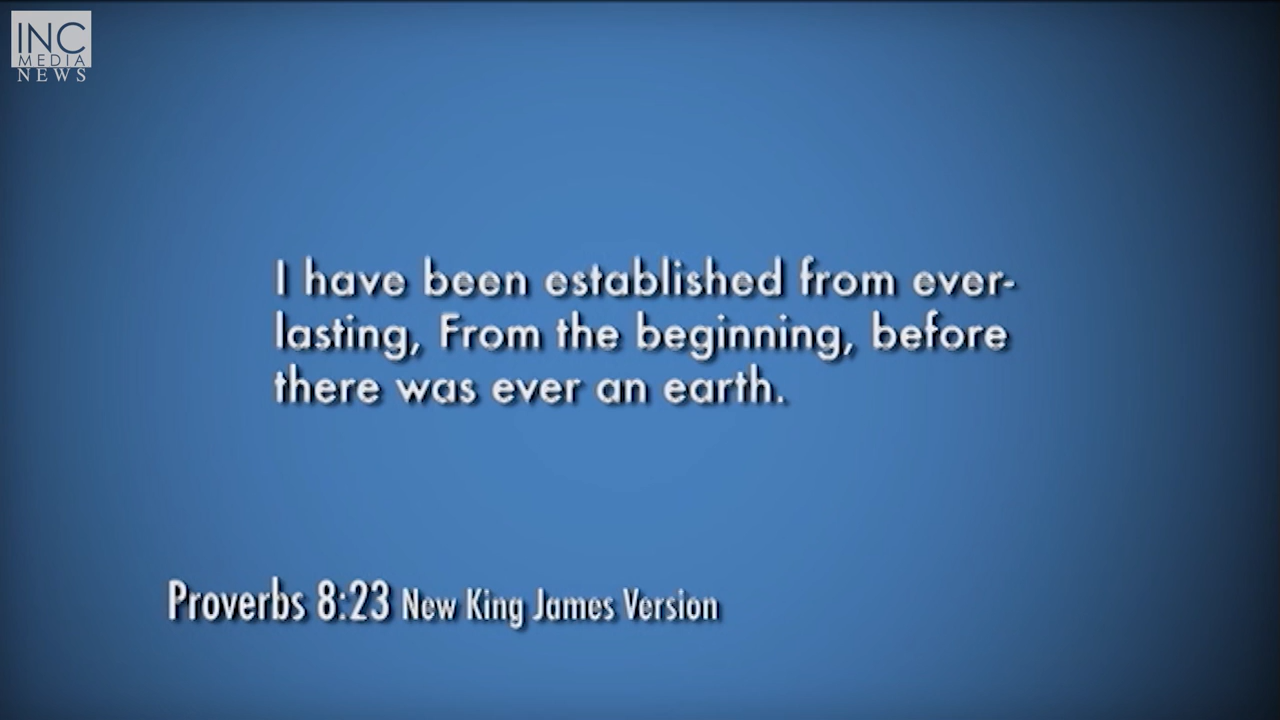 INC
MEDIA
NEWS
I have been established from ever-
lasting, From the beginning, before
there was ever an earth.
Proverbs 8:23 New King James Version